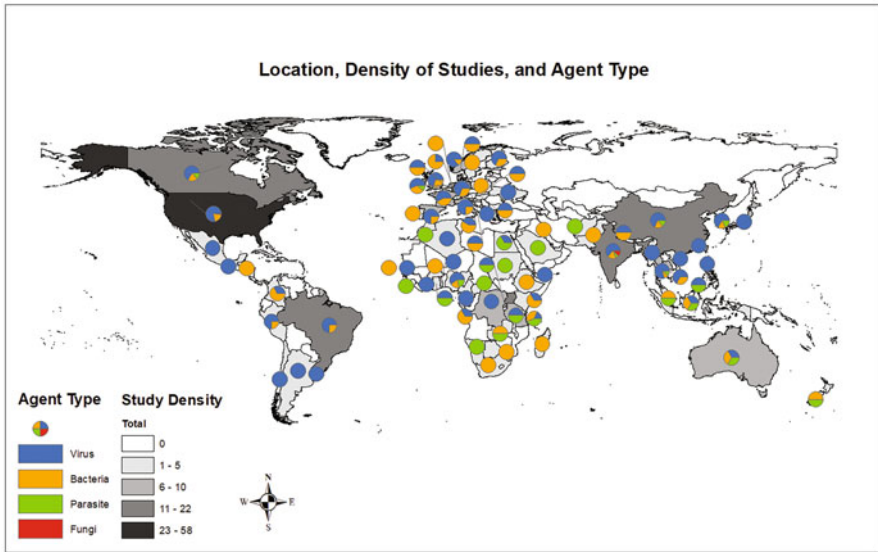 Location, Density of Studies, and Agent Type
Agent Type
Virus
Bacteria
Parasite
Fungi
Study Density
Total
0
1 - 5
6 - 10
11 - 22
23 - 58
N
W E
S